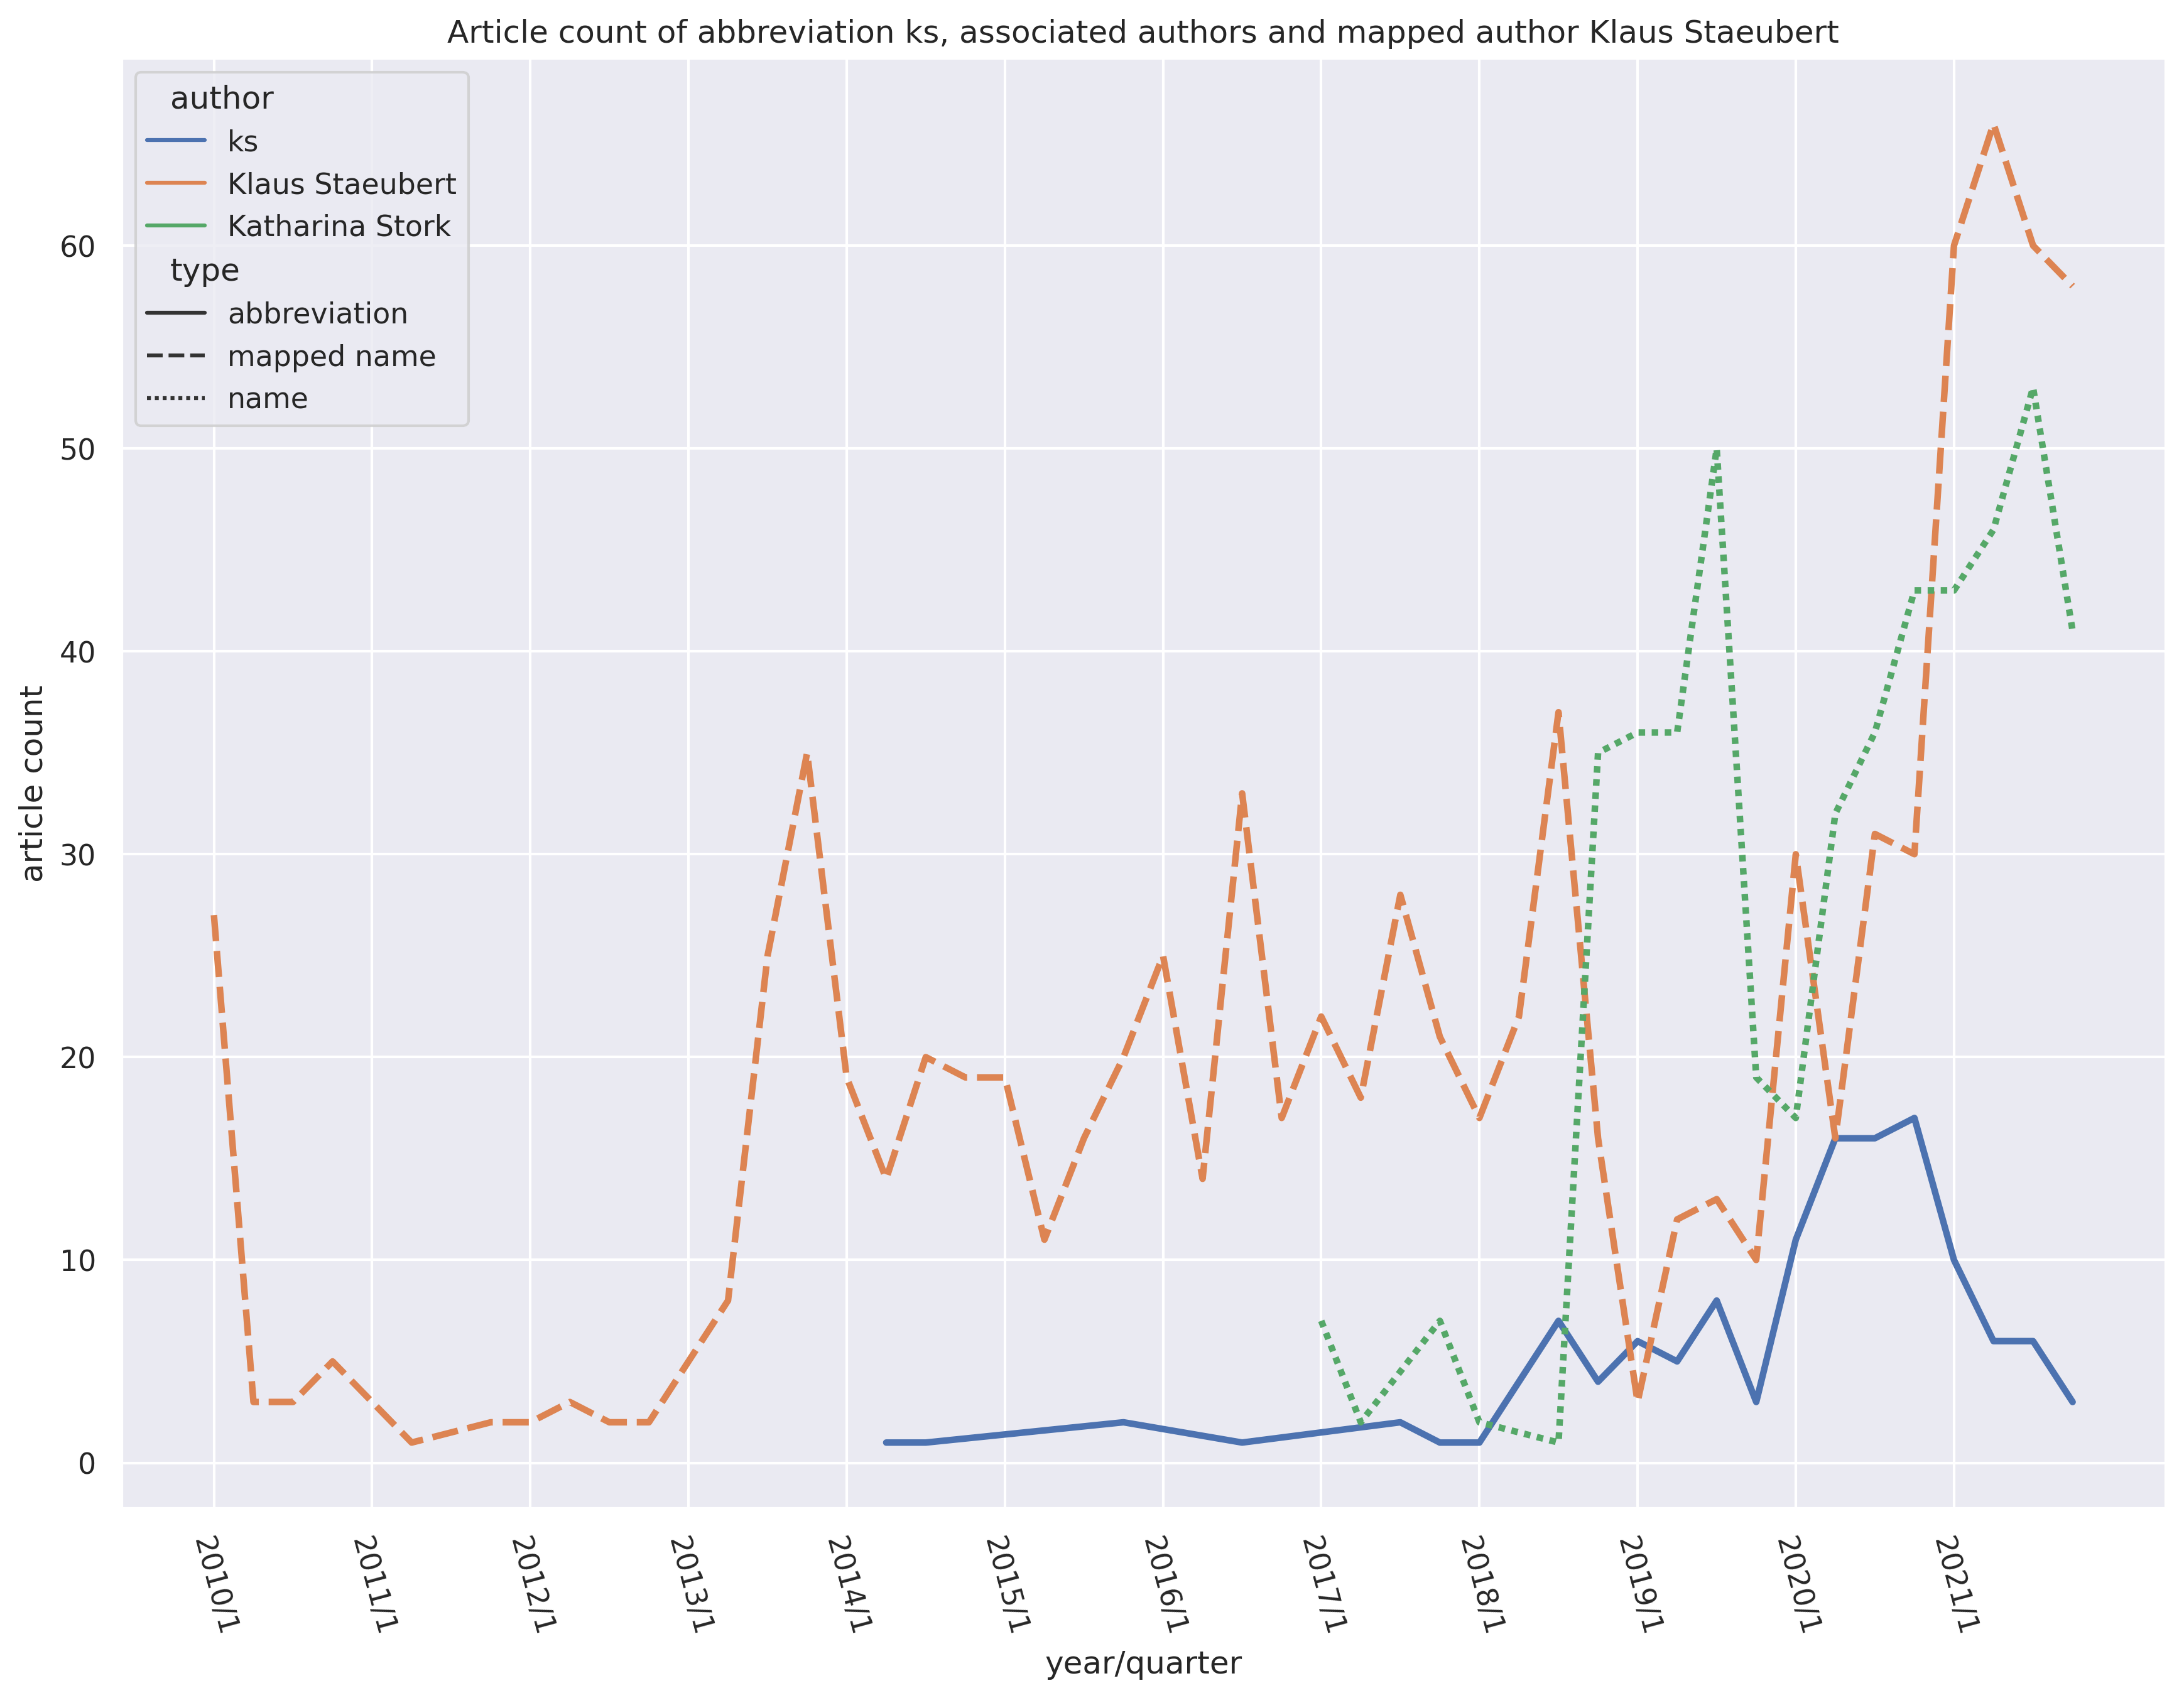 Article count of abbreviation ks, associated authors and mapped author Klaus Staeubert
author
ks
Klaus Staeubert
Katharina Stork
type
abbreviation
mapped name
name
article count
60
50
40
30
20
10
0
2010/1
2011/1
2012/1
2013/1
2014/1
2015/1
2016/1
2017/1
2018/1
2019/1
2020/1
2021/1
year/quarter